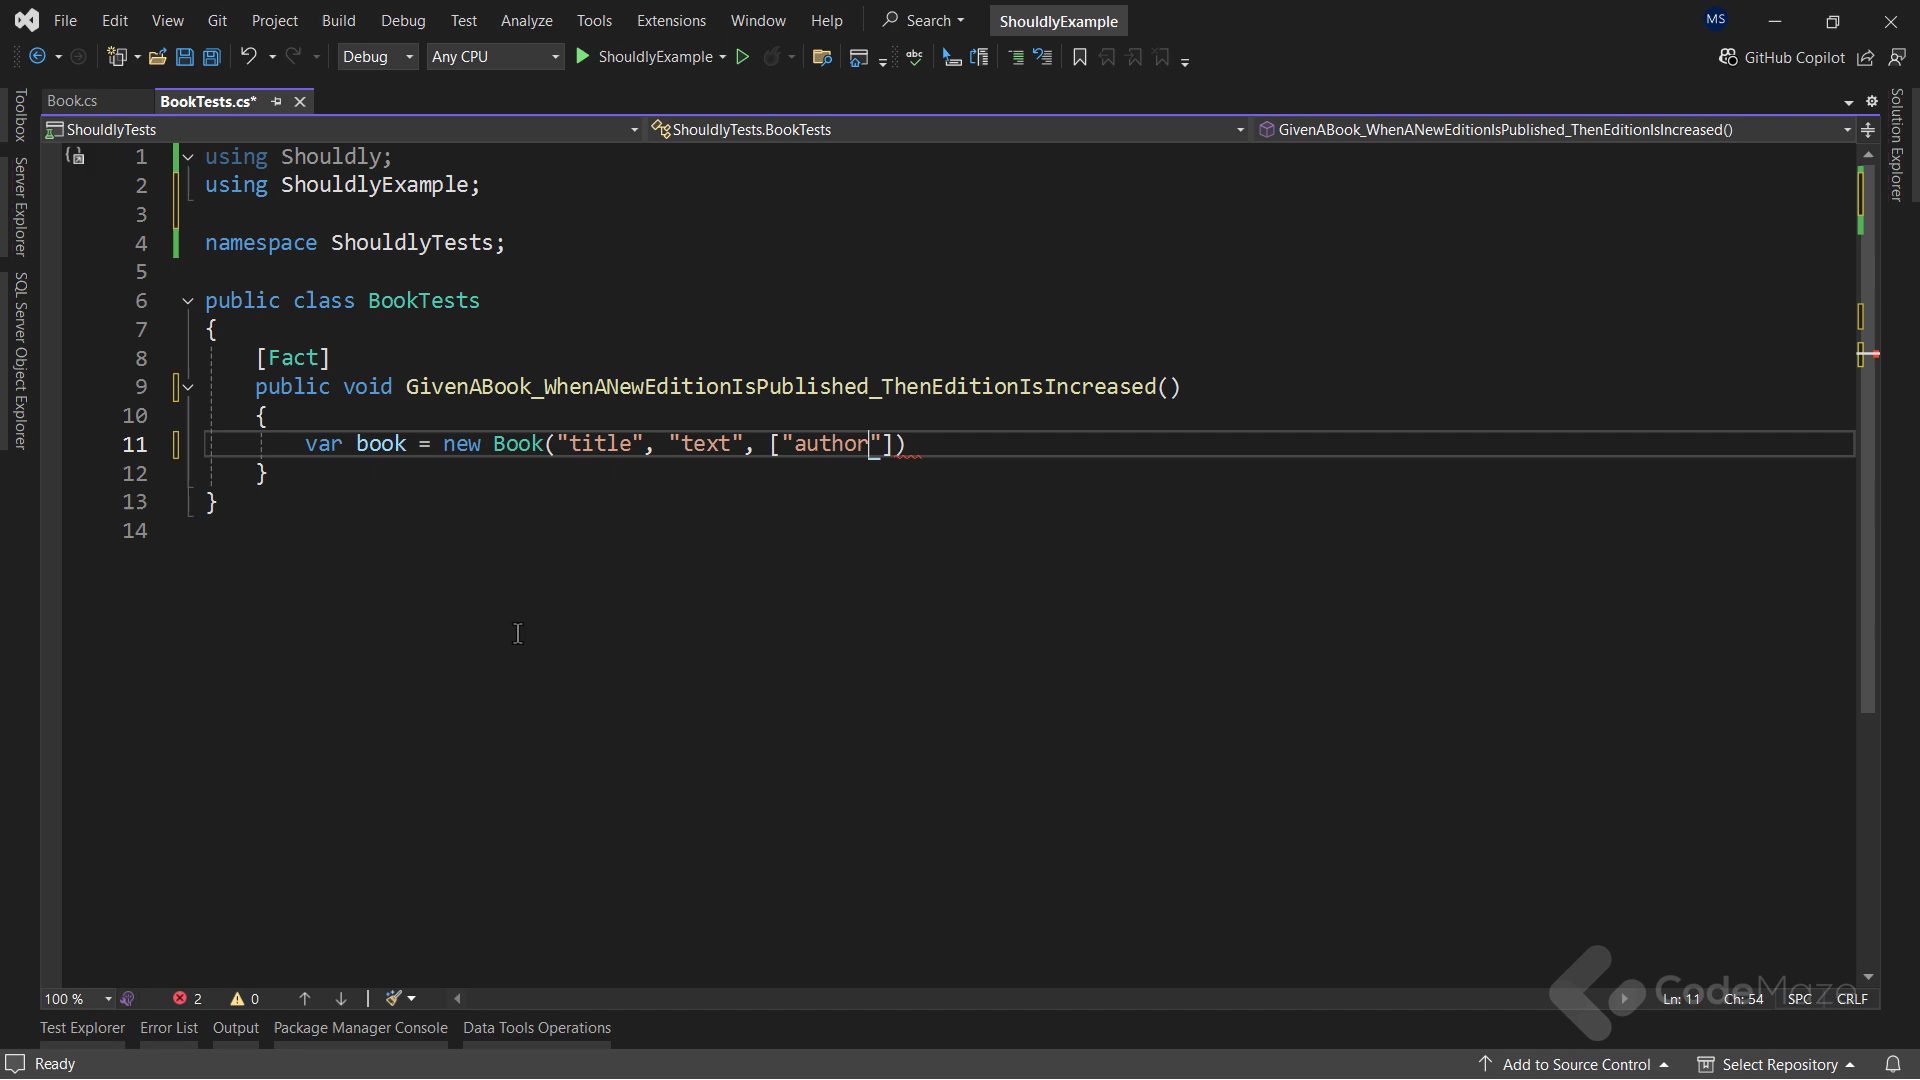 File Edit View Git Project Build Debug Test Analyze Tools Extensions Window Help Search ShouldlyExample MS
Debug Any CPU ShouldlyExample abc GitHub Copilot
Book.cs BookTests.cs*
ShouldlyTests ShouldlyTests.BookTests GivenABook_WhenANewEditionIsPublished_ThenEditionIsIncreased()
Toolbox
Server Explorer
SQL Server Object Explorer
Solution Explorer
1 using Shouldly;
2 using ShouldlyExample;
3
4 namespace ShouldlyTests;
5
6 public class BookTests
7 {
8 [Fact]
9 public void GivenABook_WhenANewEditionIsPublished_ThenEditionIsIncreased()
10 {
11 var book = new Book("title", "text", ["author"])
12 }
13 }
14
CodeMaze
100 % 2 0 Ln: 11 Ch: 54 SPC CRLF
Test Explorer Error List Output Package Manager Console Data Tools Operations
Ready Add to Source Control Select Repository